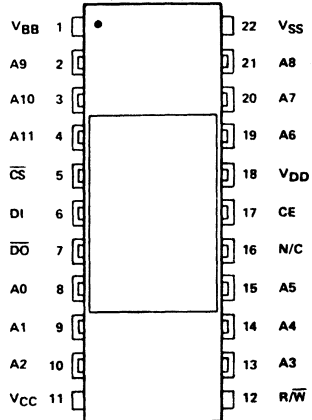 VBB 1 22 VSS
A9 2 21 A8
A10 3 20 A7
A11 4 19 A6
C̅S̅ 5 18 VDD
DI 6 17 CE
D̅O̅ 7 16 N/C
A0 8 15 A5
A1 9 14 A4
A2 10 13 A3
VCC 11 12 R/W̅